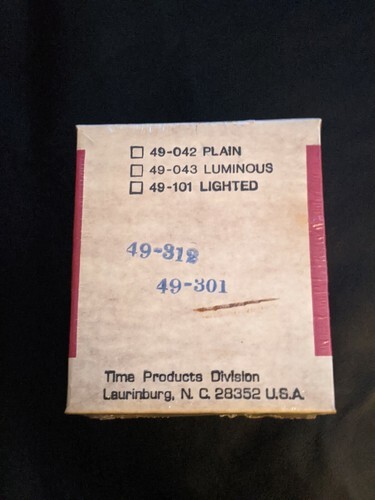 ☐ 49-042 PLAIN
☐ 49-043 LUMINOUS
☐ 49-101 LIGHTED
49-312
49-301
Time Products Division
Laurinburg, N. C. 28352 U.S.A.